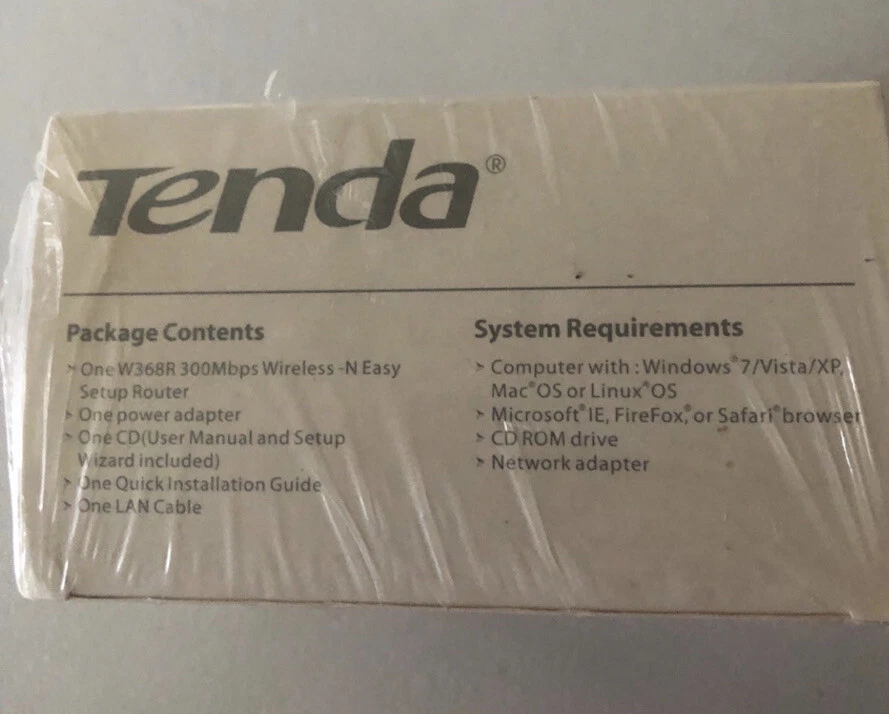 Tenda®
Package Contents
➤ One W368R 300Mbps Wireless -N Easy
Setup Router
➤ One power adapter
➤ One CD(User Manual and Setup
Wizard included)
➤ One Quick Installation Guide
➤ One LAN Cable
System Requirements
➤ Computer with : Windows®7/Vista/XP,
Mac®OS or Linux®OS
➤ Microsoft®IE, FireFox,®or Safari®browser
➤ CD ROM drive
➤ Network adapter